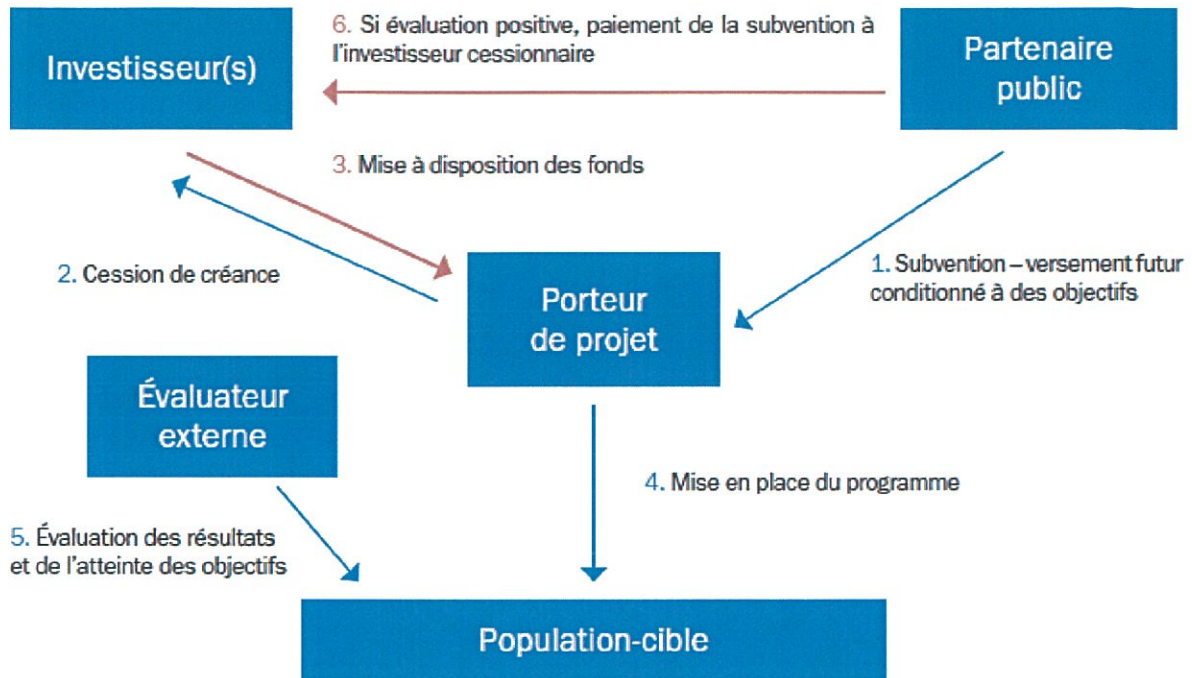 6. Si évaluation positive, paiement de la subvention à
l'investisseur cessionnaire
Investisseur(s)
Partenaire
public
3. Mise à disposition des fonds
2. Cession de créance
1. Subvention – versement futur
conditionné à des objectifs
Porteur
de projet
Évaluateur
externe
4. Mise en place du programme
5. Évaluation des résultats
et de l'atteinte des objectifs
Population-cible